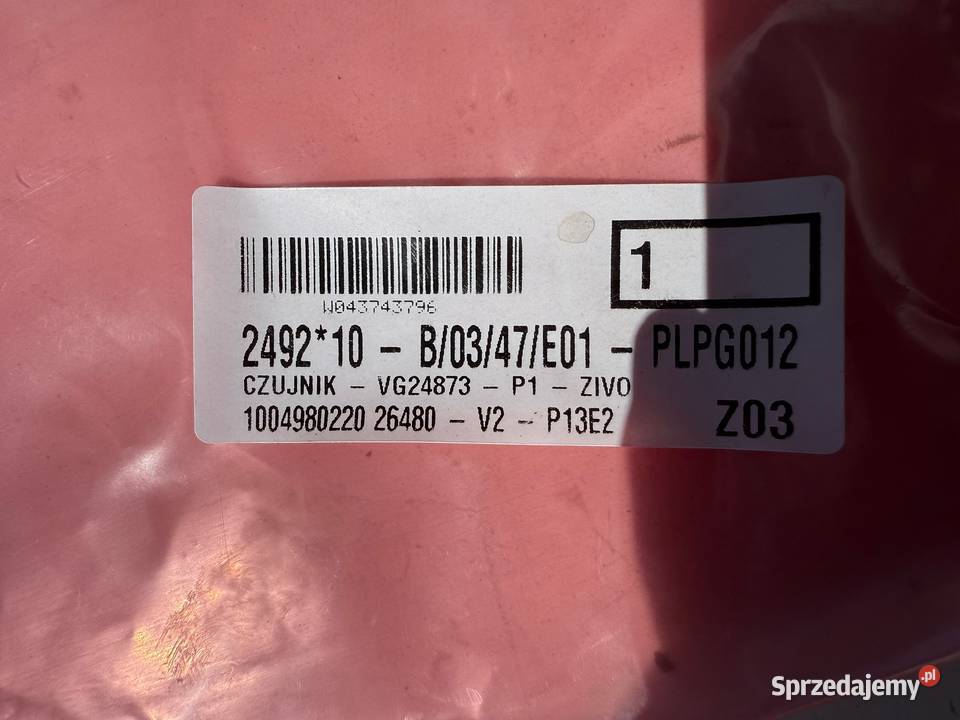 1
W043743796
2492*10 - B/03/47/E01 - PLPG012
CZUJNIK - VG24873 - P1 - ZIVO
1004980220 26480 - V2 - P13E2 Z03
Sprzedajemy.pl